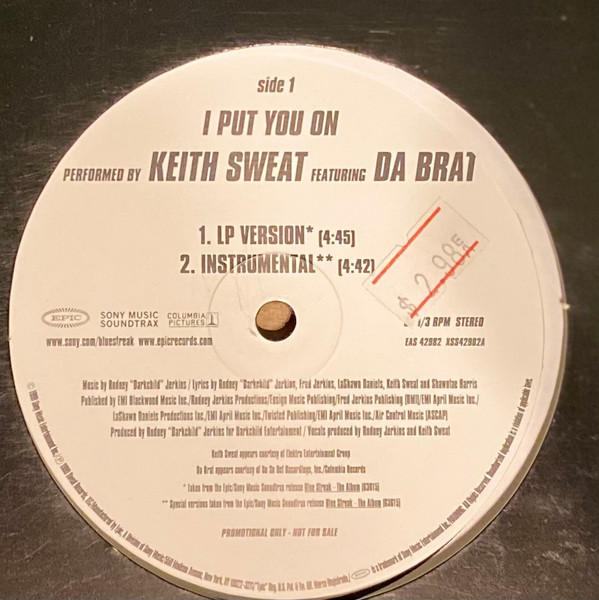 side 1
I PUT YOU ON
PERFORMED BY KEITH SWEAT FEATURING DA BRAT
1. LP VERSION* [4:45]
2. INSTRUMENTAL** [4:42]
$2.98E
EPIC
SONY MUSIC
SOUNDTRAX
COLUMBIA
PICTURES
1/3 RPM STEREO
www.sony.com/bluestreak www.epicrecords.com
EAS 42982 XSS42982A
Music by Rodney "Darkchild" Jerkins / Lyrics by Rodney "Darkchild" Jerkins, Fred Jerkins, LaShawn Daniels, Keith Sweat and Shawntae Harris
Published by EMI Blackwood Music Inc./Rodney Jerkins Productions/Ensign Music Publishing/Fred Jerkins Publishing (BMI)/EMI April Music Inc./
LaShawn Daniels Productions Inc./EMI April Music Inc./Twisted Publishing/EMI April Music Inc./Air Control Music (ASCAP)
Produced by Rodney "Darkchild" Jerkins for Darkchild Entertainment / Vocals produced by Rodney Jerkins and Keith Sweat
Keith Sweat appears courtesy of Elektra Entertainment Group
Da Brat appears courtesy of So So Def Recordings, Inc./Columbia Records
* Taken from the Epic/Sony Music Soundtrax release Blue Streak - The Album (63615)
** Special versions taken from the Epic/Sony Music Soundtrax release Blue Streak - The Album (63615)
PROMOTIONAL ONLY - NOT FOR SALE